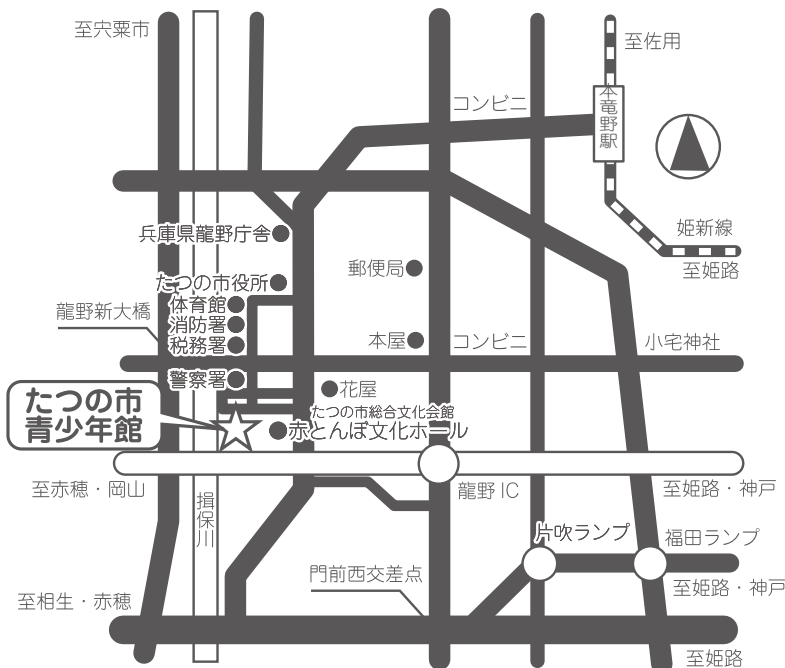 至宍粟市
至佐用
コンビニ
本竜野駅
姫新線
至姫路
兵庫県龍野庁舎
たつの市役所
郵便局
体育館
龍野新大橋
消防署
税務署
本屋
コンビニ
小宅神社
警察署
花屋
たつの市
青少年館
たつの市総合文化会館
赤とんぼ文化ホール
至赤穂・岡山
揖保川
龍野IC
至姫路・神戸
片吹ランプ
福田ランプ
門前西交差点
至姫路・神戸
至相生・赤穂
至姫路